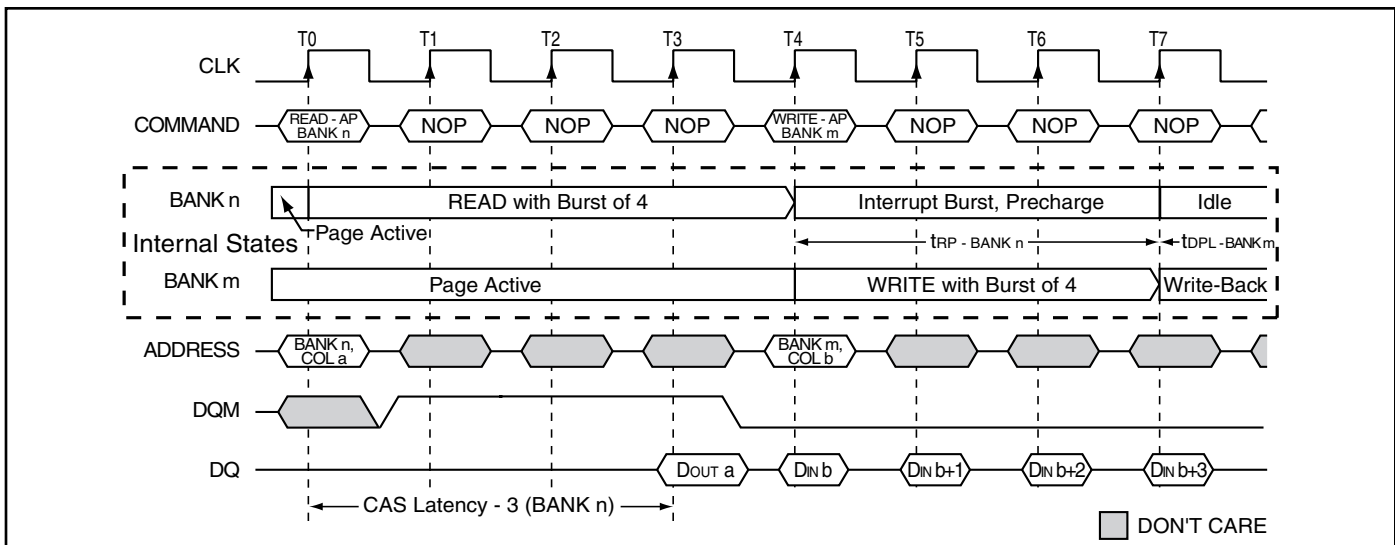 T0 T1 T2 T3 T4 T5 T6 T7
CLK
COMMAND READ - AP BANK n NOP NOP NOP WRITE - AP BANK m NOP NOP NOP
BANK n READ with Burst of 4 Interrupt Burst, Precharge Idle
Page Active
Internal States
tRP - BANK n tDPL - BANK m
BANK m Page Active WRITE with Burst of 4 Write-Back
ADDRESS BANK n, COL a BANK m, COL b
DQM
DQ DOUT a DIN b DIN b+1 DIN b+2 DIN b+3
CAS Latency - 3 (BANK n)
DON'T CARE